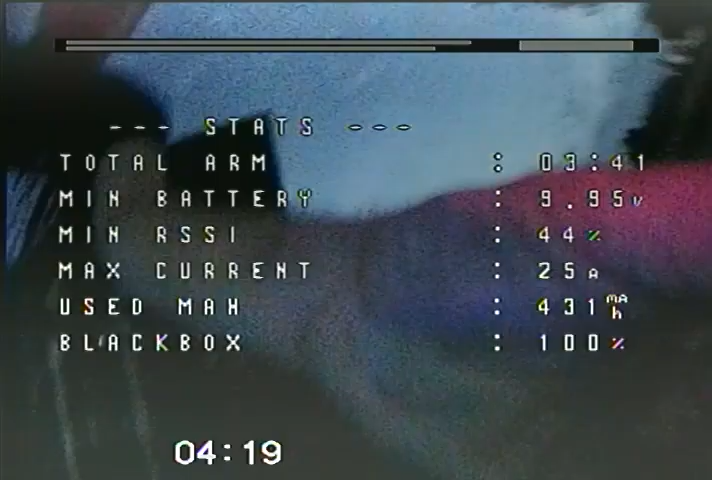 --- STATS ---
TOTAL ARM : 03:41
MIN BATTERY : 9.95V
MIN RSSI : 44%
MAX CURRENT : 25A
USED MAH : 431mAh
BLACKBOX : 100%
04:19